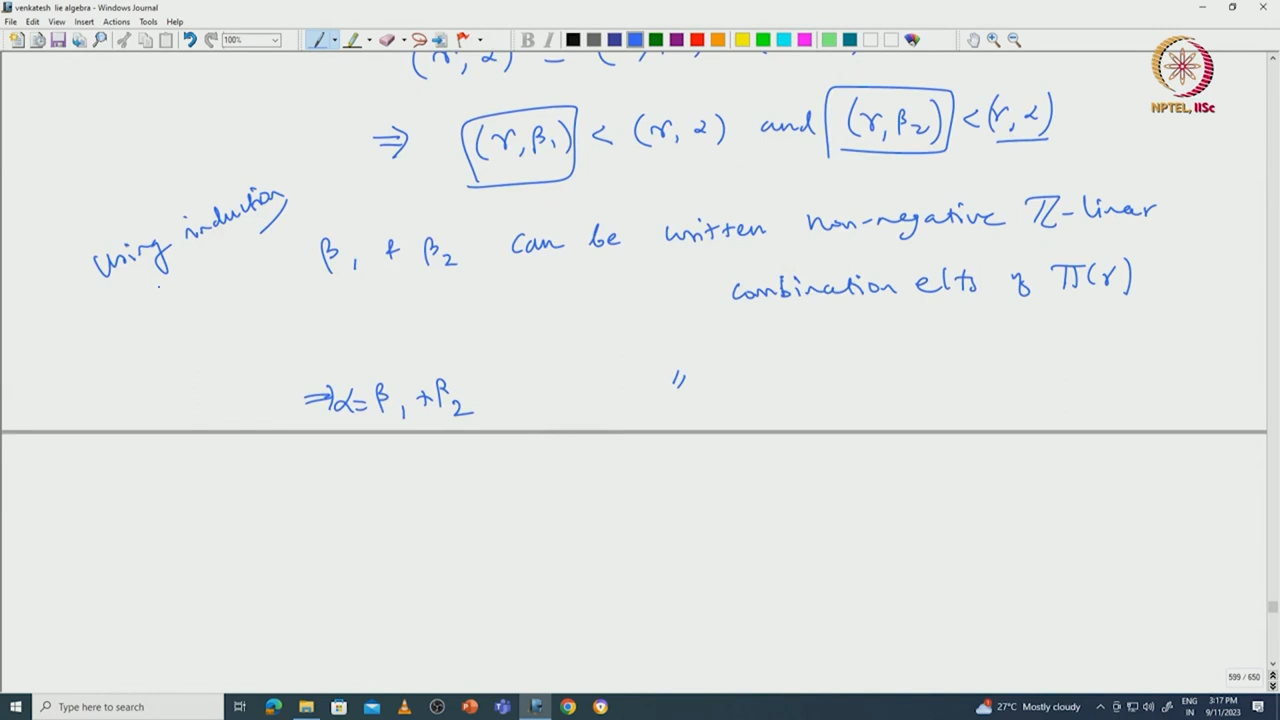 venkatesh lie algebra - Windows Journal
File Edit View Insert Actions Tools Help
100%
B I
NPTEL, IISc
(γ, α) = (
⇒ (γ, β₁) < (γ, α) and (γ, β₂) < (γ, α)
using induction
β₁ & β₂ can be written non-negative ℤ-linear
combination elts of Π(γ)
⇒ α = β₁ + β₂ "
599 / 650
Type here to search
27°C Mostly cloudy
ENG
IN
3:17 PM
9/11/2023